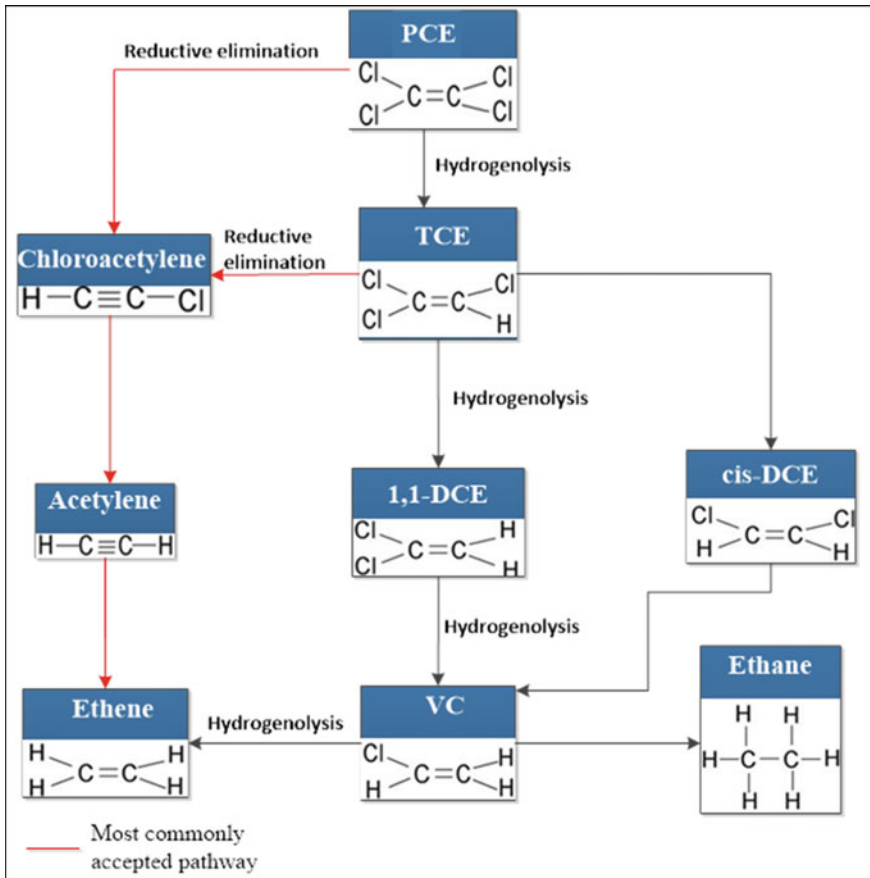 PCE
Reductive elimination
Cl Cl
C=C
Cl Cl
Hydrogenolysis
TCE
Reductive
elimination
Chloroacetylene
H—C≡C—Cl
Cl Cl
C=C
Cl H
Hydrogenolysis
1,1-DCE
cis-DCE
Acetylene
H—C≡C—H
Cl H
C=C
Cl H
Cl Cl
C=C
H H
Hydrogenolysis
Ethane
H H
H—C—C—H
H H
Ethene
Hydrogenolysis
VC
H H
C=C
H H
Cl H
C=C
H H
Most commonly
accepted pathway